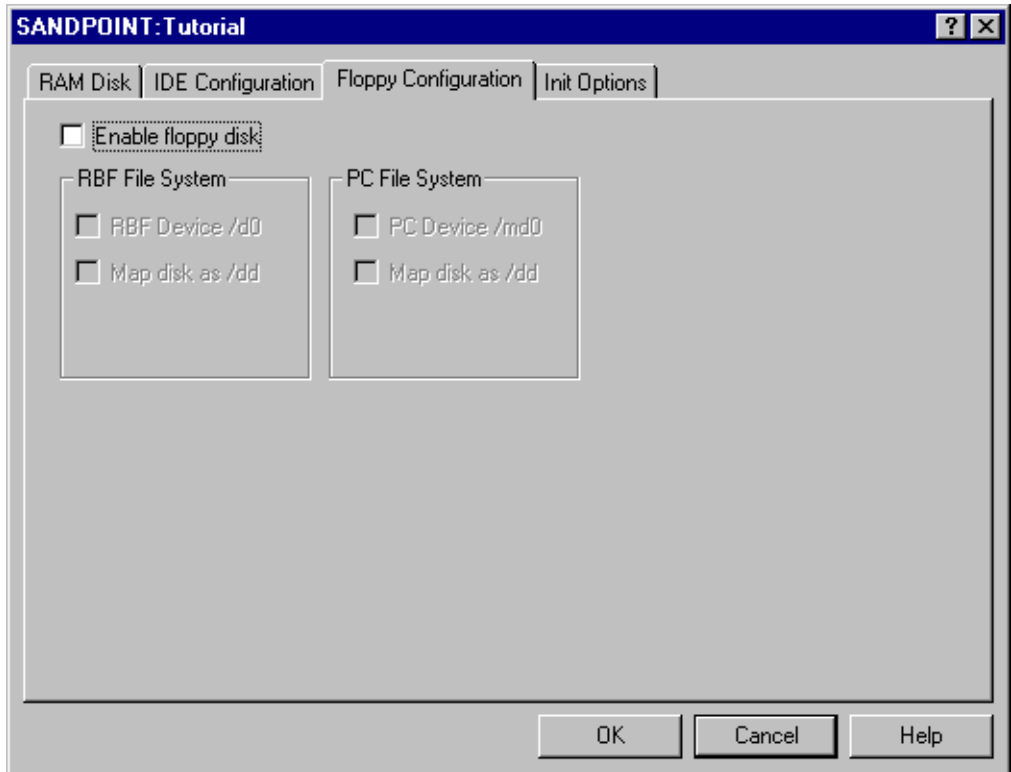 SANDPOINT:Tutorial
RAM Disk IDE Configuration Floppy Configuration Init Options
Enable floppy disk
RBF File System PC File System
RBF Device /d0 PC Device /md0
Map disk as /dd Map disk as /dd
OK Cancel Help